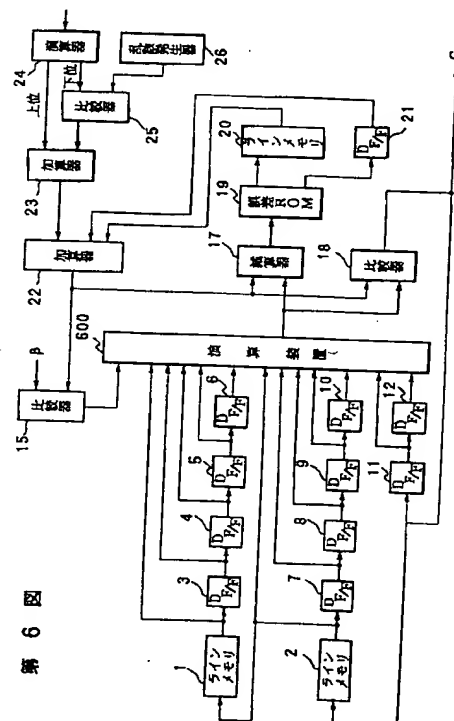 第 6 図
24
演算器
上位
下位
乱数発生器
26
比較器
25
加算器
23
加算器
22
20
ラインメモリ
D F/F
21
19
誤差ROM
17
減算器
18
比較器
β
比較器
15
600
演算装置
6
D F/F
5
D F/F
4
D F/F
3
D F/F
1
ラインメモリ
10
D F/F
9
D F/F
8
D F/F
7
D F/F
2
ラインメモリ
12
D F/F
11
D F/F